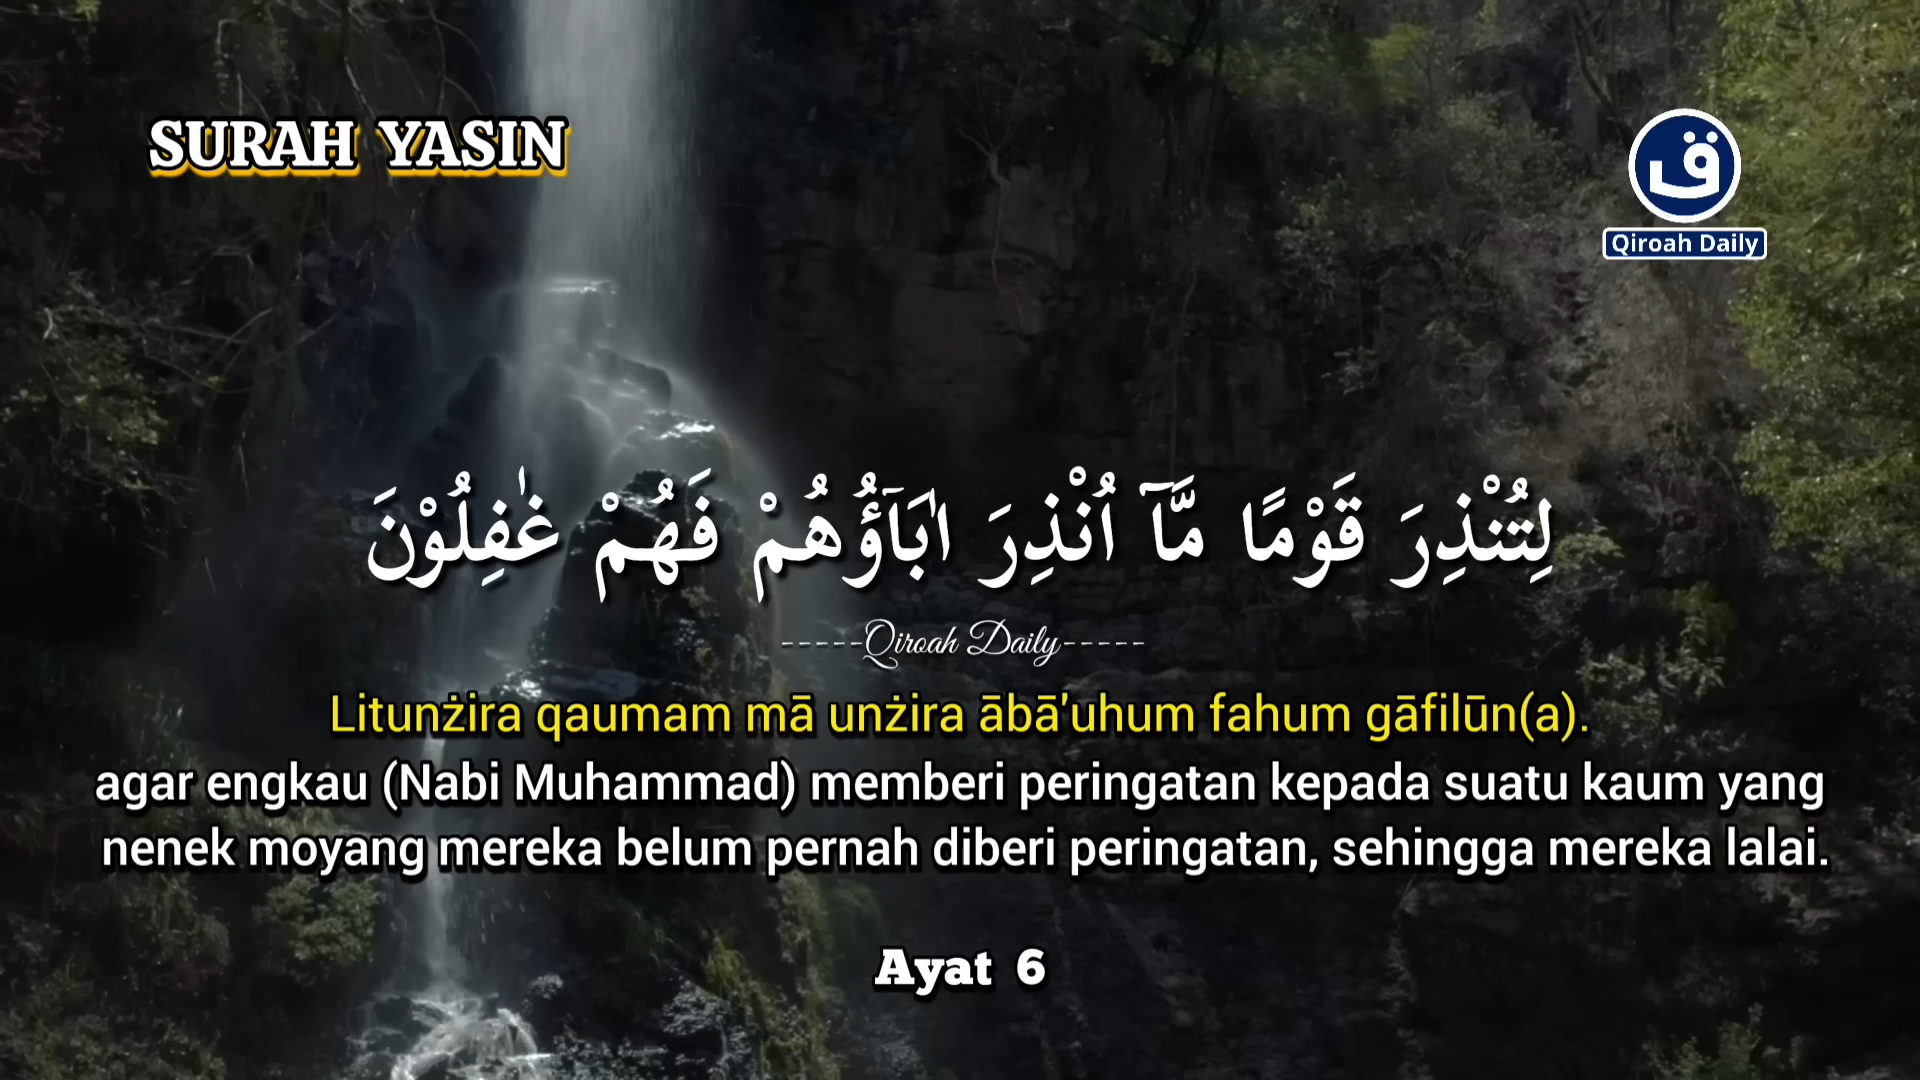 SURAH YASIN
ق
Qiroah Daily
لِتُنْذِرَ قَوْمًا مَّآ اُنْذِرَ اٰبَاۤؤُهُمْ فَهُمْ غٰفِلُوْنَ
-----Qiroah Daily-----
Litunżira qaumam mā unżira ābā'uhum fahum gāfilūn(a).
agar engkau (Nabi Muhammad) memberi peringatan kepada suatu kaum yang
nenek moyang mereka belum pernah diberi peringatan, sehingga mereka lalai.
Ayat 6